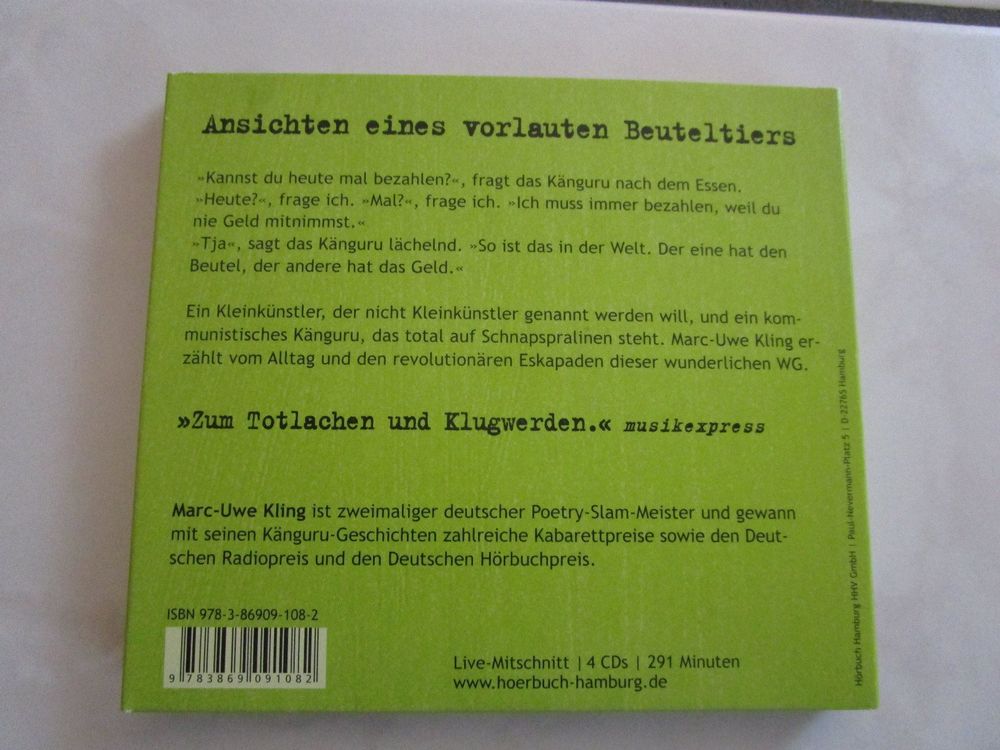 Ansichten eines vorlauten Beuteltiers
»Kannst du heute mal bezahlen?«, fragt das Känguru nach dem Essen.
»Heute?«, frage ich. »Mal?«, frage ich. »Ich muss immer bezahlen, weil du
nie Geld mitnimmst.«
»Tja«, sagt das Känguru lächelnd. »So ist das in der Welt. Der eine hat den
Beutel, der andere hat das Geld.«
Ein Kleinkünstler, der nicht Kleinkünstler genannt werden will, und ein kom-
munistisches Känguru, das total auf Schnapspralinen steht. Marc-Uwe Kling er-
zählt vom Alltag und den revolutionären Eskapaden dieser wunderlichen WG.
»Zum Totlachen und Klugwerden.« musikexpress
Marc-Uwe Kling ist zweimaliger deutscher Poetry-Slam-Meister und gewann
mit seinen Känguru-Geschichten zahlreiche Kabarettpreise sowie den Deut-
schen Radiopreis und den Deutschen Hörbuchpreis.
ISBN 978-3-86909-108-2
9 783869 091082
Live-Mitschnitt | 4 CDs | 291 Minuten
www.hoerbuch-hamburg.de
Hörbuch Hamburg HHV GmbH | Paul-Nevermann-Platz 5 | D-22765 Hamburg